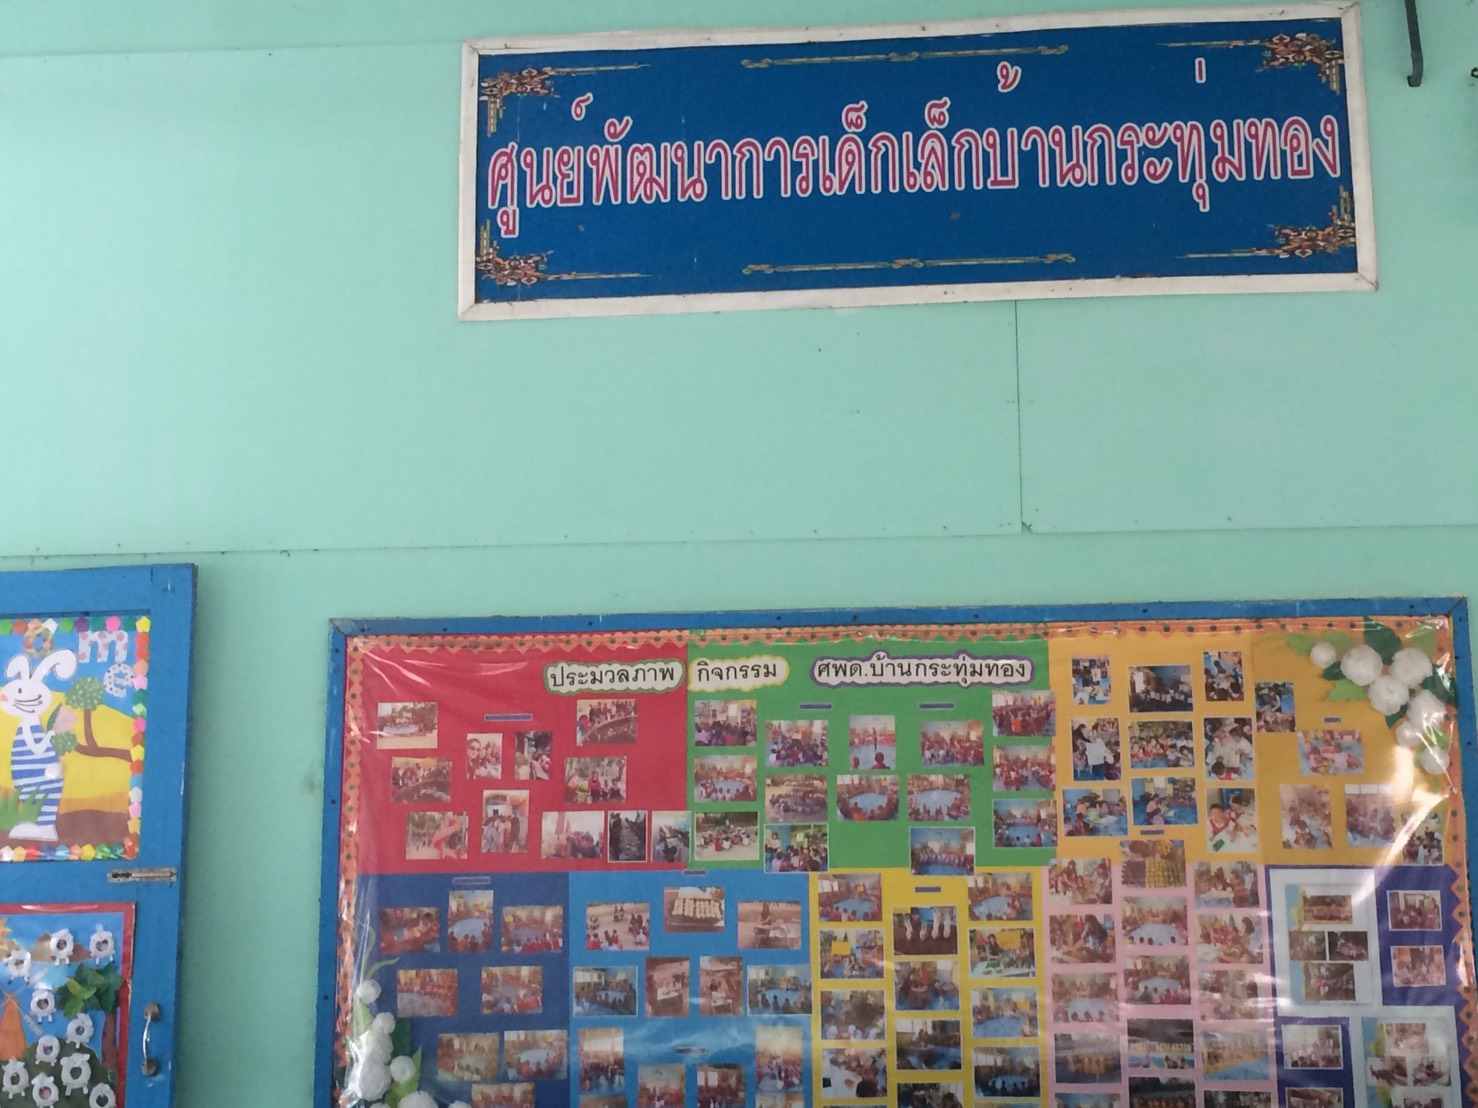 ศูนย์พัฒนาการเด็กเล็กบ้านกระทุ่มทอง
ประมวลภาพ กิจกรรม ศพด.บ้านกระทุ่มทอง
me